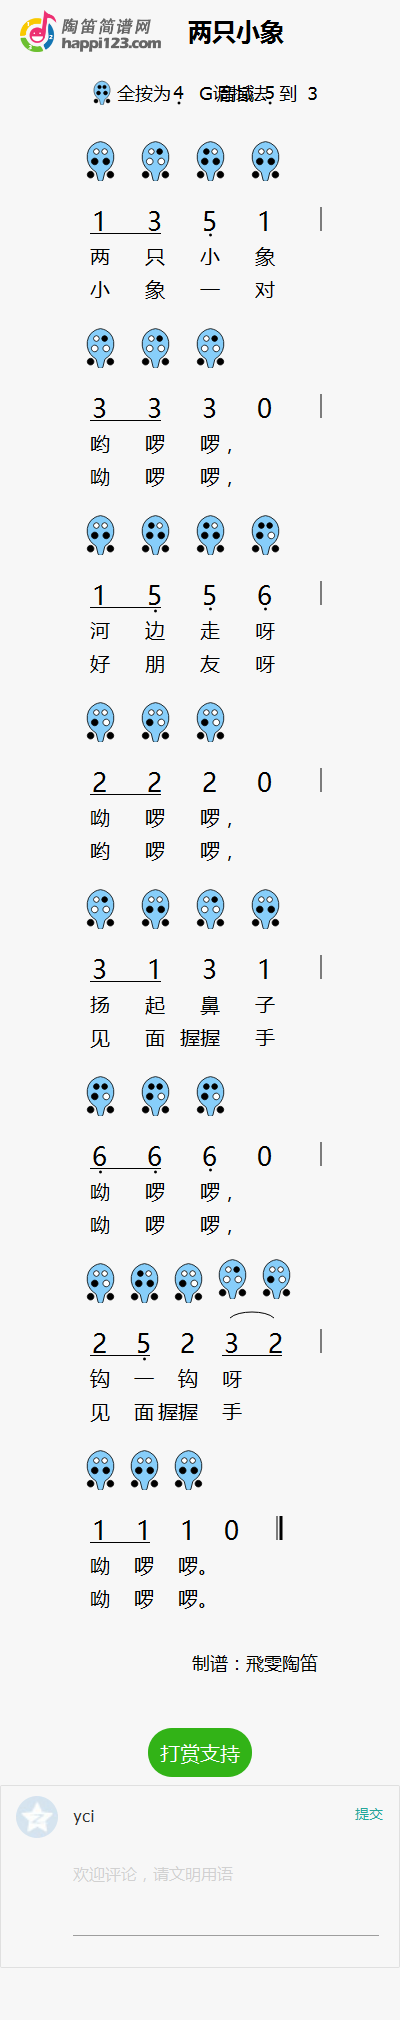 陶笛简谱网
happi123.com
两只小象
全按为4 G调指法 5 到 3
1 3 5 1
两 只 小 象
小 象 一 对
3 3 3 0
哟 啰 啰，
呦 啰 啰，
1 5 5 6
河 边 走 呀
好 朋 友 呀
2 2 2 0
呦 啰 啰，
哟 啰 啰，
3 1 3 1
扬 起 鼻 子
见 面 握握 手
6 6 6 0
呦 啰 啰，
呦 啰 啰，
2 5 2 3 2
钩 一 钩 呀
见 面 握握 手
1 1 1 0
呦 啰 啰。
呦 啰 啰。
制谱：飛雯陶笛
打赏支持
yci
提交
欢迎评论，请文明用语